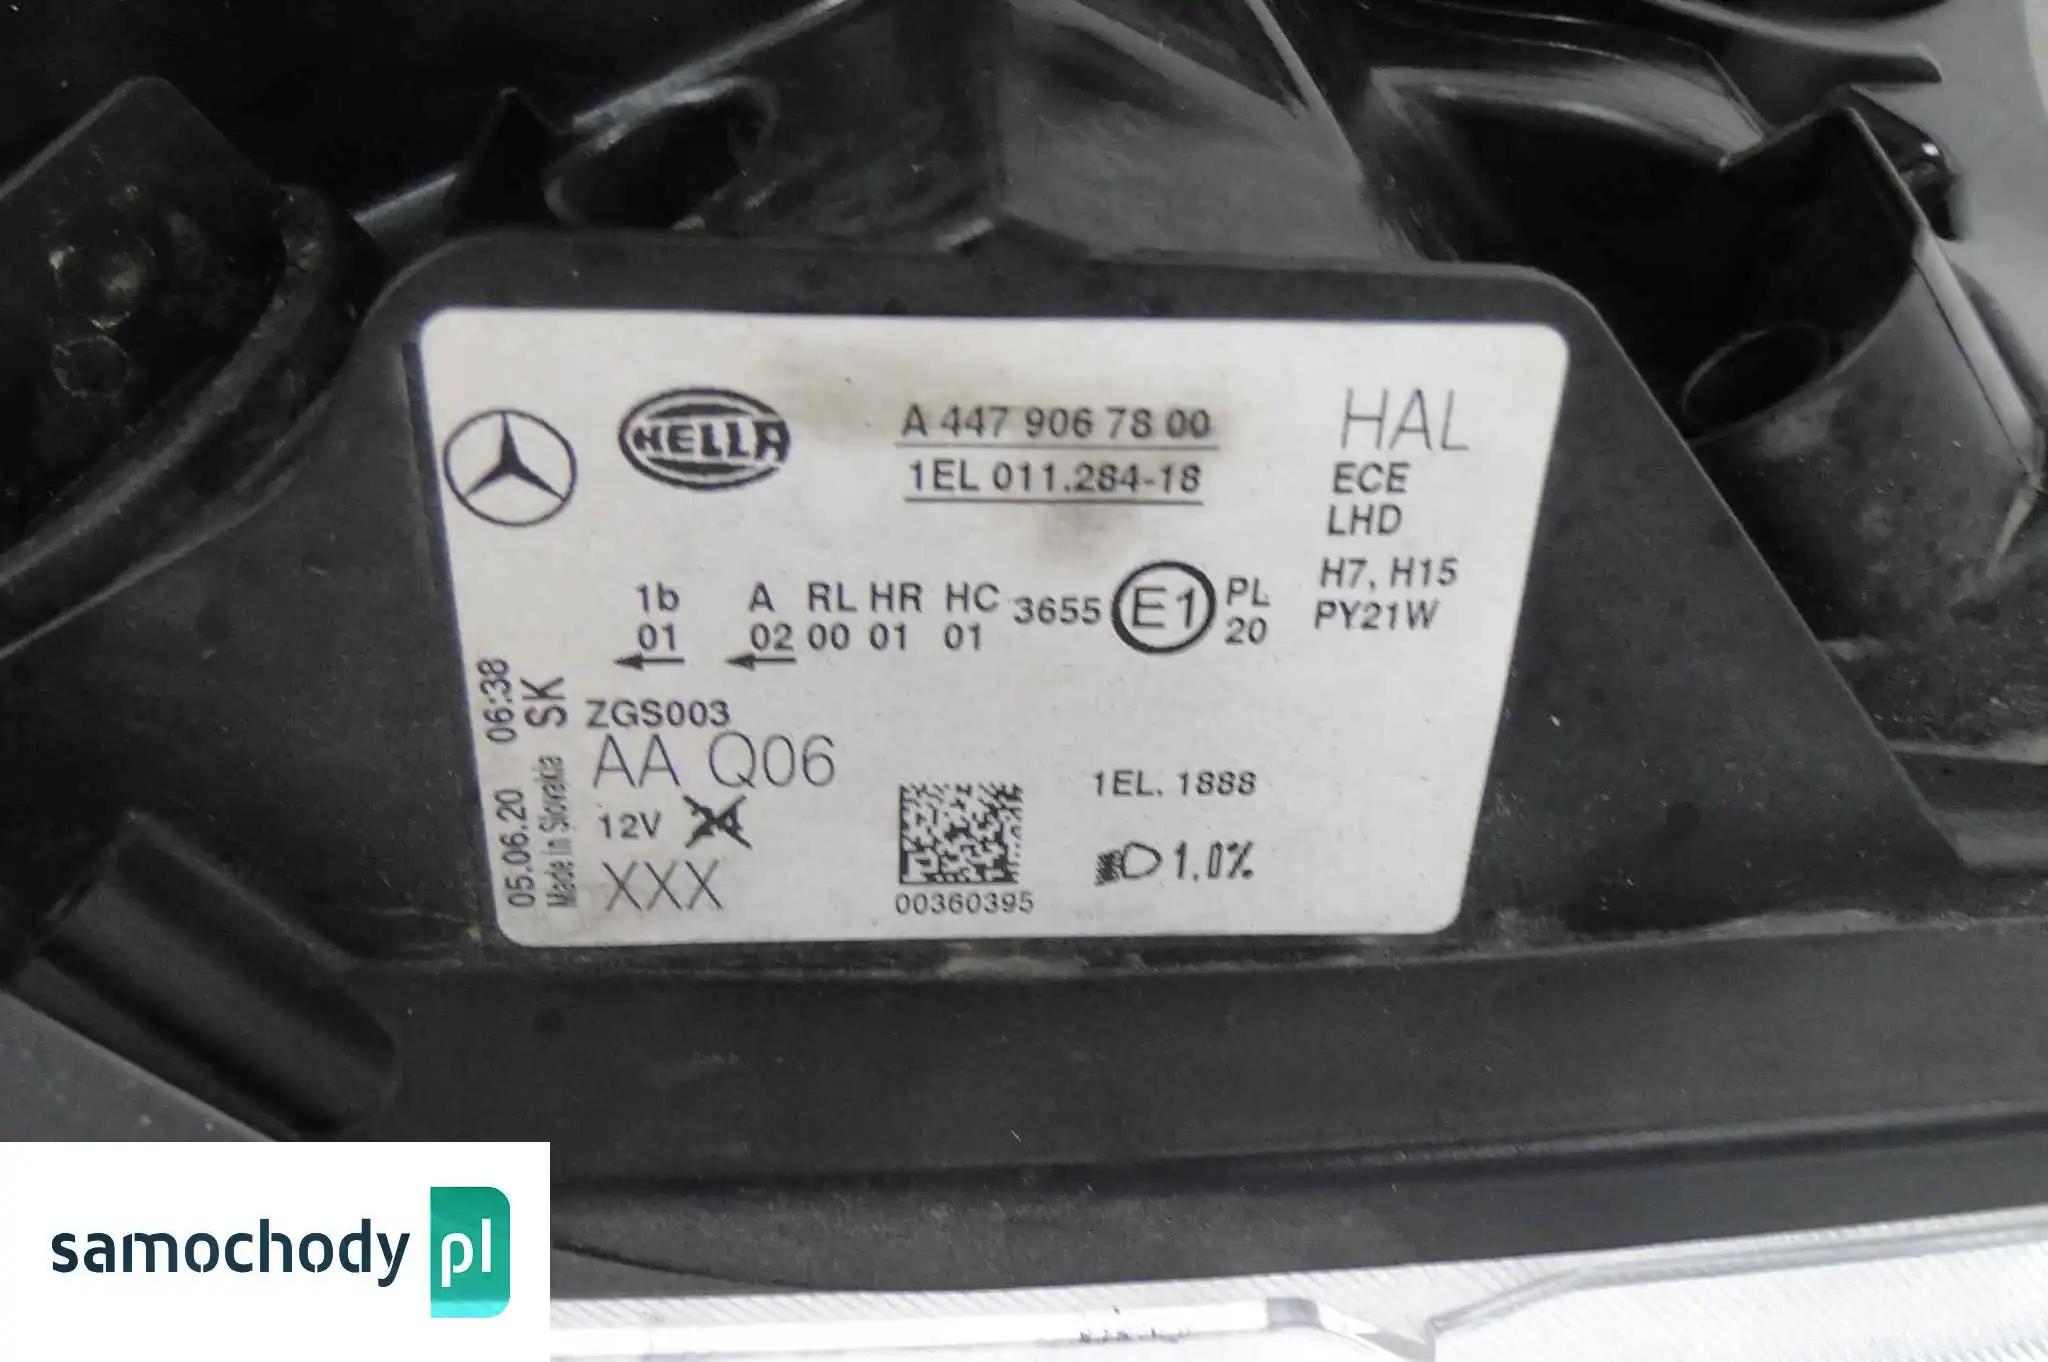 HELLA
A 447 906 78 00
1EL 011.284-18
HAL
ECE
LHD
H7, H15
PY21W
1b A RL HR HC 3655 E1 PL
01 02 00 01 01 20
05.06.20 06:38
Made in Slovakia SK
ZGS003
AA Q06
12V 24
XXX
00360395
1EL. 1888
1.0%
samochody pl